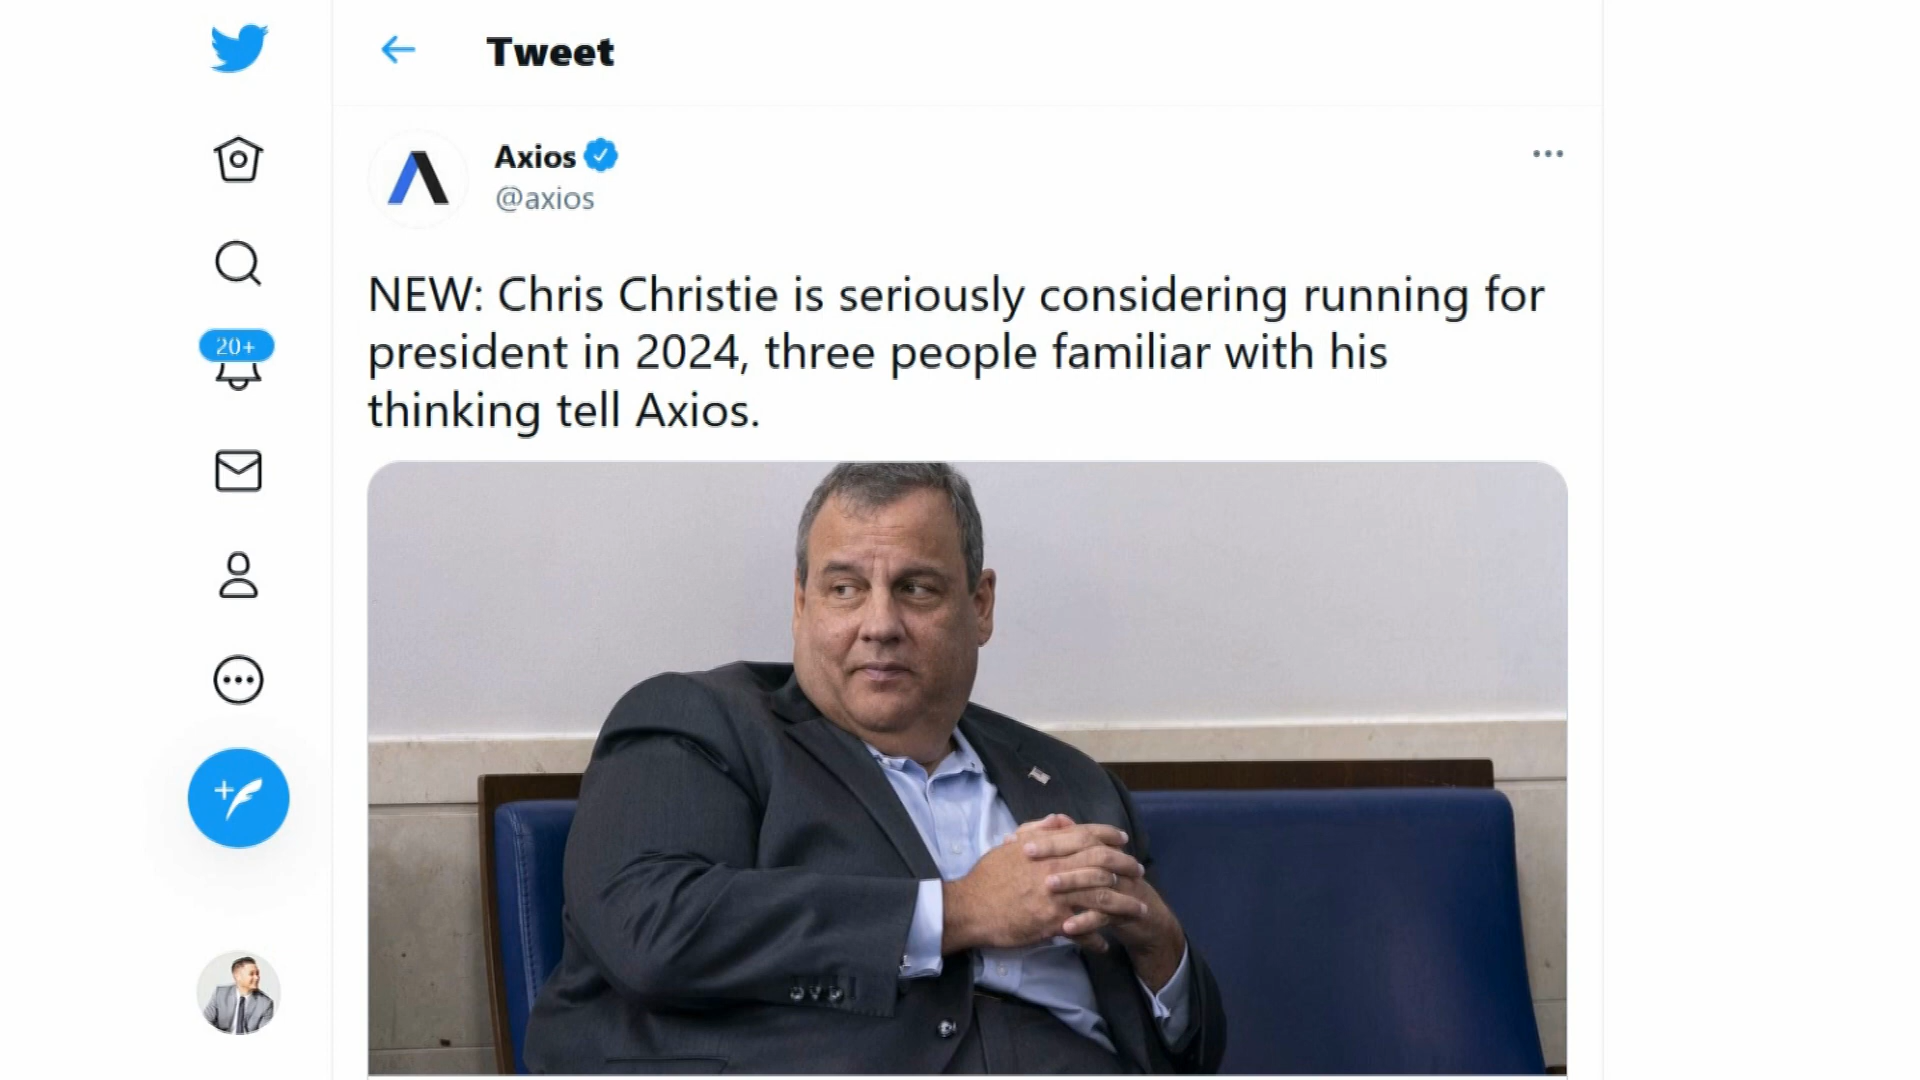 Tweet
Axios
@axios
NEW: Chris Christie is seriously considering running for
president in 2024, three people familiar with his
thinking tell Axios.
20+